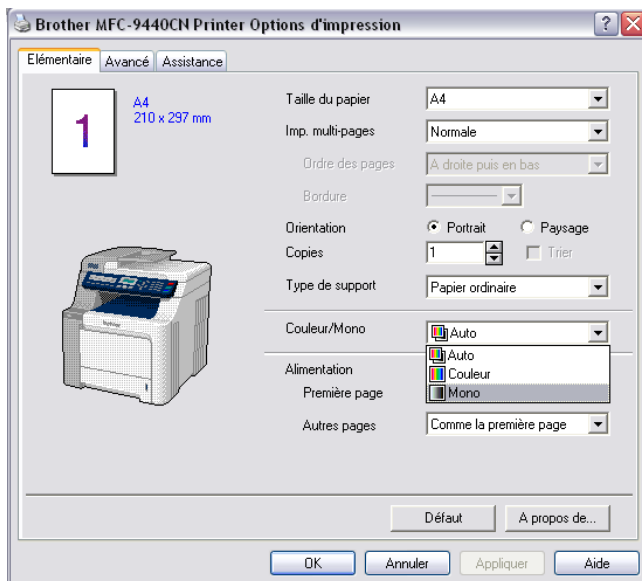 Brother MFC-9440CN Printer Options d'impression
Elémentaire Avancé Assistance
1
A4
210 x 297 mm
Taille du papier A4
Imp. multi-pages Normale
Ordre des pages A droite puis en bas
Bordure
Orientation Portrait Paysage
Copies 1 Trier
Type de support Papier ordinaire
Couleur/Mono Auto
Auto
Couleur
Mono
Alimentation
Première page
Autres pages Comme la première page
Défaut A propos de...
OK Annuler Appliquer Aide